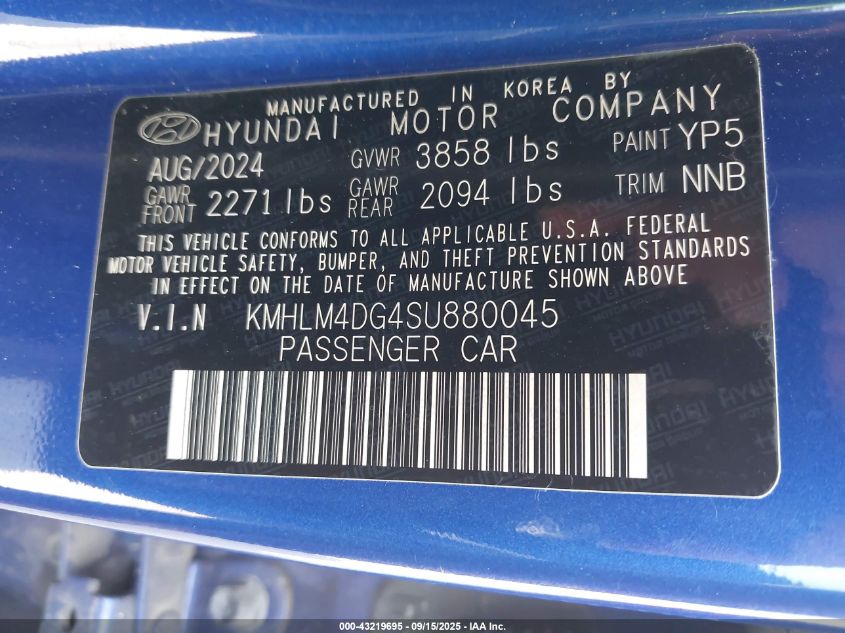 MANUFACTURED IN KOREA BY
HYUNDAI MOTOR COMPANY
AUG/2024 GVWR 3858 lbs PAINT YP5
GAWR FRONT 2271 lbs GAWR REAR 2094 lbs TRIM NNB
THIS VEHICLE CONFORMS TO ALL APPLICABLE U.S.A. FEDERAL
MOTOR VEHICLE SAFETY, BUMPER, AND THEFT PREVENTION STANDARDS
IN EFFECT ON THE DATE OF MANUFACTURE SHOWN ABOVE
V.I.N KMHLM4DG4SU880045
PASSENGER CAR
000-43219695 - 09/15/2025 - IAA Inc.